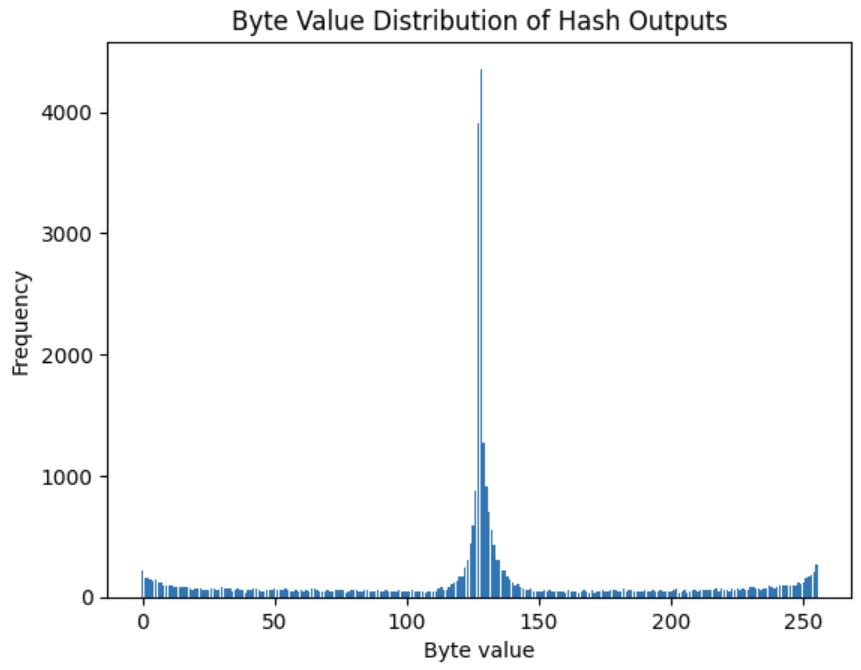 Byte Value Distribution of Hash Outputs
4000
3000
2000
1000
0
Frequency
0 50 100 150 200 250
Byte value